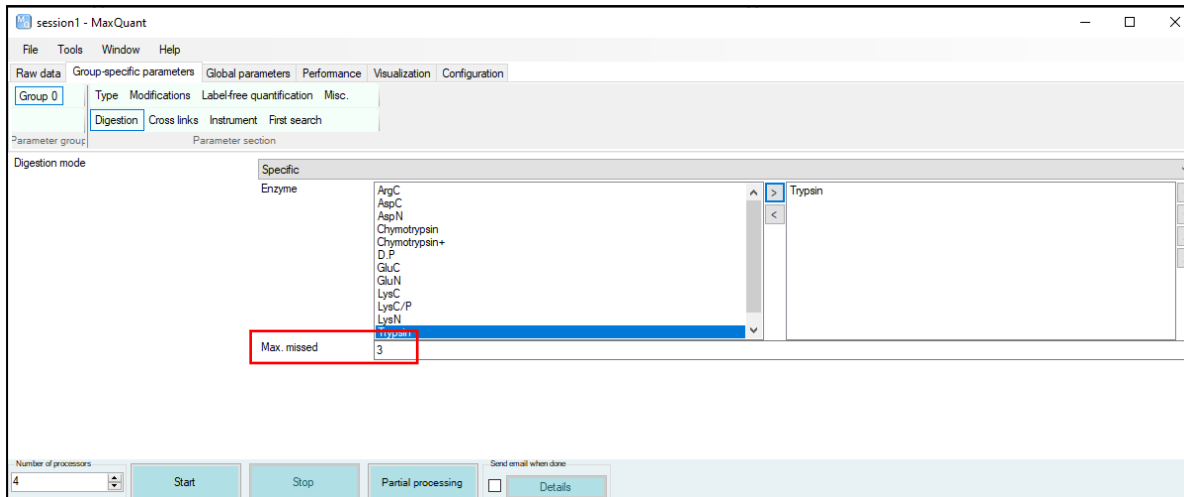 session1 - MaxQuant
File Tools Window Help
Raw data Group-specific parameters Global parameters Performance Visualization Configuration
Group 0 Type Modifications Label-free quantification Misc.
Digestion Cross links Instrument First search
Parameter group Parameter section
Digestion mode Specific
Enzyme ArgC > Trypsin
AspC
AspN <
Chymotrypsin
Chymotrypsin+
D.P
GluC
GluN
LysC
LysC/P
LysN
Trypsin
Max. missed 3
Number of processors Send email when done
4 Start Stop Partial processing Details